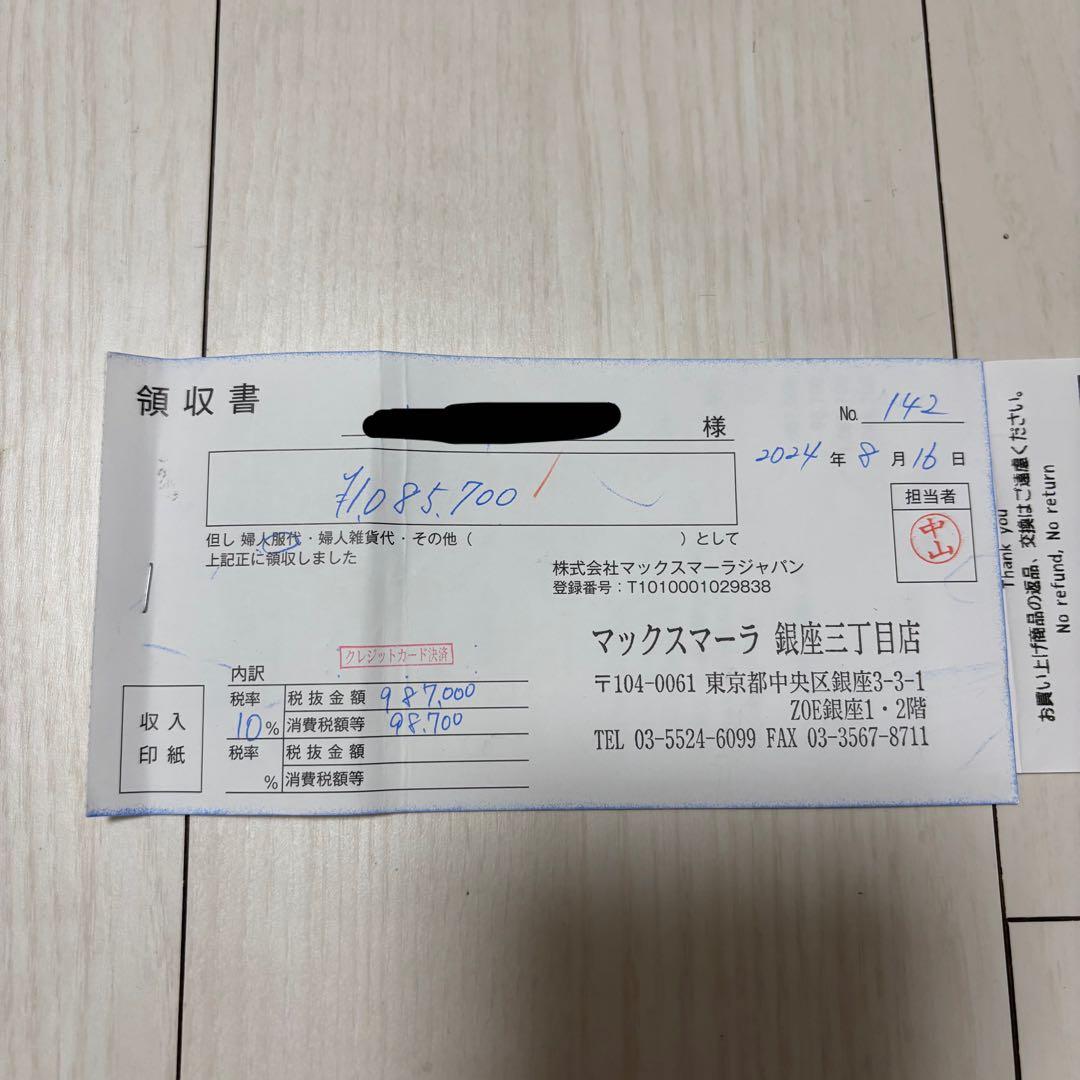 領収書
様
No. 142
2024年8月16日
¥1,085,700
担当者
中山
但し 婦人服代・婦人雑貨代・その他（ ）として
上記正に領収しました
株式会社マックスマーラジャパン
登録番号：T1010001029838
マックスマーラ 銀座三丁目店
〒104-0061 東京都中央区銀座3-3-1
ZOE銀座1・2階
TEL 03-5524-6099 FAX 03-3567-8711
クレジットカード決済
内訳
税率 税抜金額 987,000
10% 消費税額等 98,700
税率 税抜金額
% 消費税額等
収入
印紙
Thank you
お買い上げ商品の返品、交換はご遠慮ください。
No refund, No return